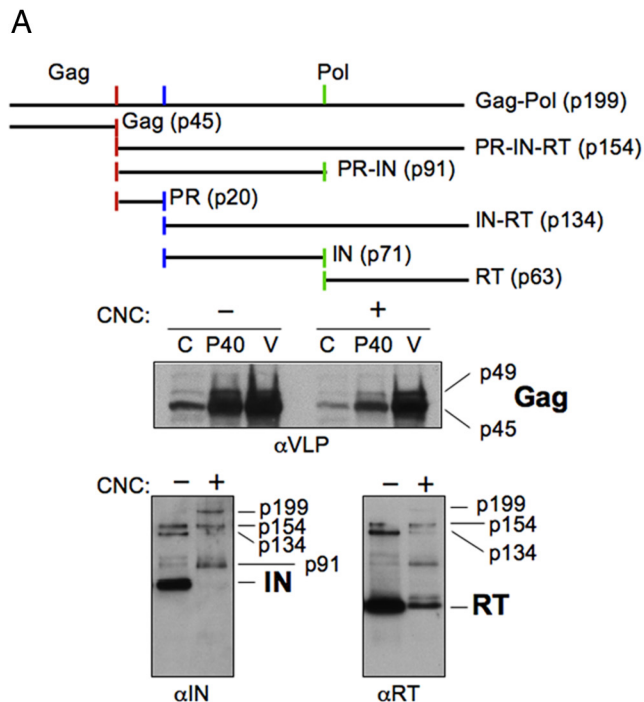 A
Gag Pol
Gag-Pol (p199)
Gag (p45)
PR-IN-RT (p154)
PR-IN (p91)
PR (p20)
IN-RT (p134)
IN (p71)
RT (p63)
CNC: – +
C P40 V C P40 V
p49
Gag
p45
αVLP
CNC: – + – +
p199 p199
p154 p154
p134 p134
p91
IN RT
αIN αRT